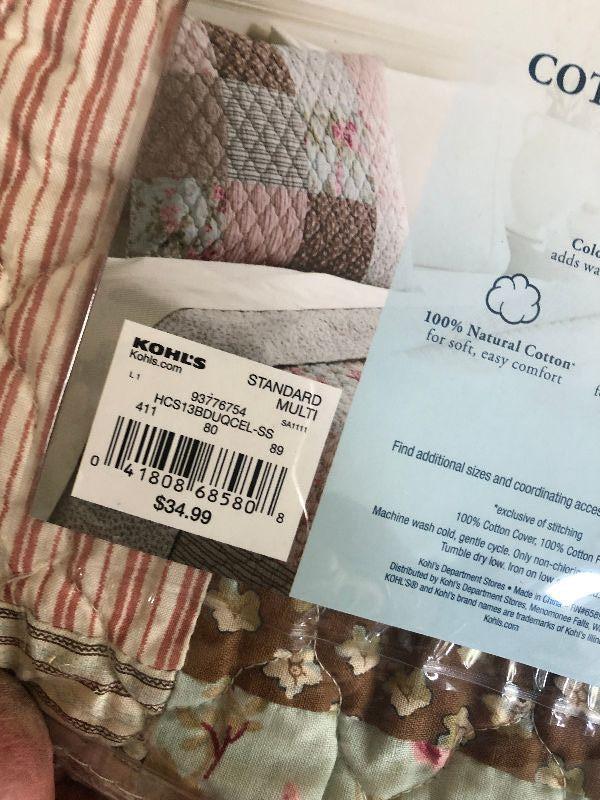 COT
Colo
adds wa
100% Natural Cotton*
for soft, easy comfort
KOHL'S
Kohls.com
L1
STANDARD
MULTI
93776754
SA1111
HCS13BDUQCEL-SS
411 80 89
0 41808 68580 8
$34.99
Find additional sizes and coordinating acces
*exclusive of stitching
100% Cotton Cover, 100% Cotton F
Machine wash cold, gentle cycle. Only non-chlor
Tumble dry low. Iron on low
Kohl's Department Stores • Made in China
Distributed by Kohl's Department Stores, Menomonee Falls, W
KOHL'S® and Kohl's brand names are trademarks of Kohl's Illin
Kohls.com